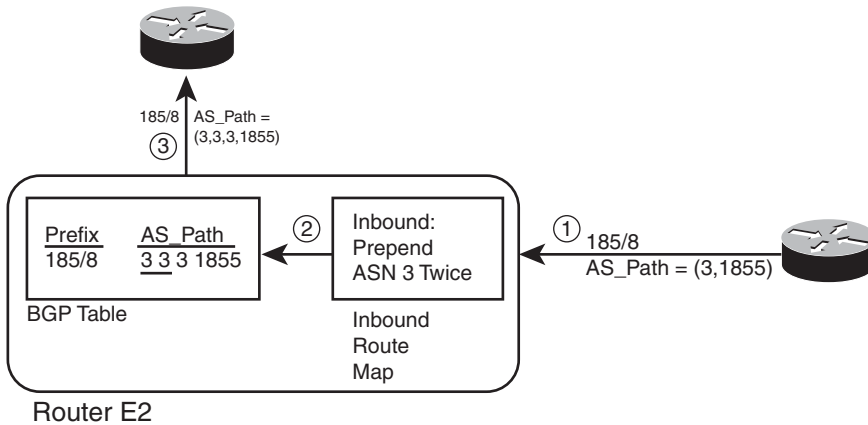 185/8 AS_Path =
(3,3,3,1855)
3
Prefix AS_Path
185/8 3 3 3 1855
BGP Table
2
Inbound:
Prepend
ASN 3 Twice
Inbound
Route
Map
1
185/8
AS_Path = (3,1855)
Router E2